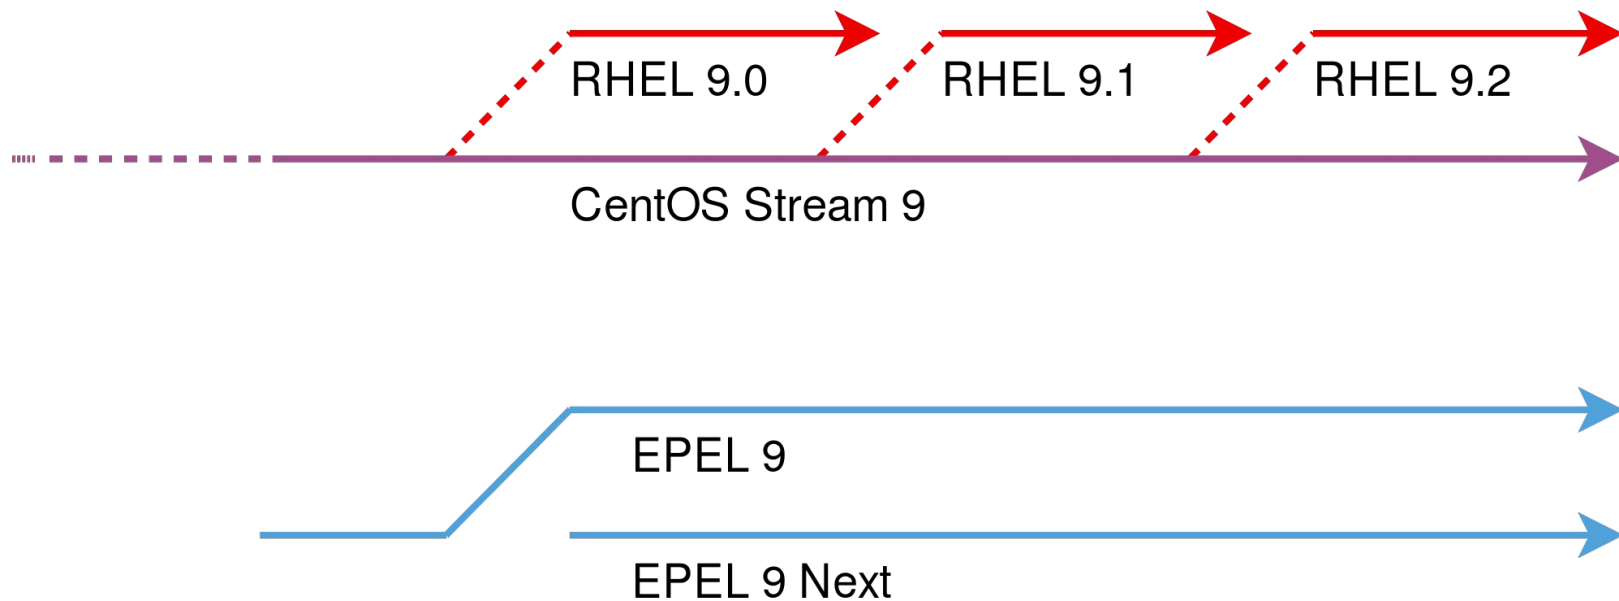 RHEL 9.0
RHEL 9.1
RHEL 9.2
CentOS Stream 9
EPEL 9
EPEL 9 Next